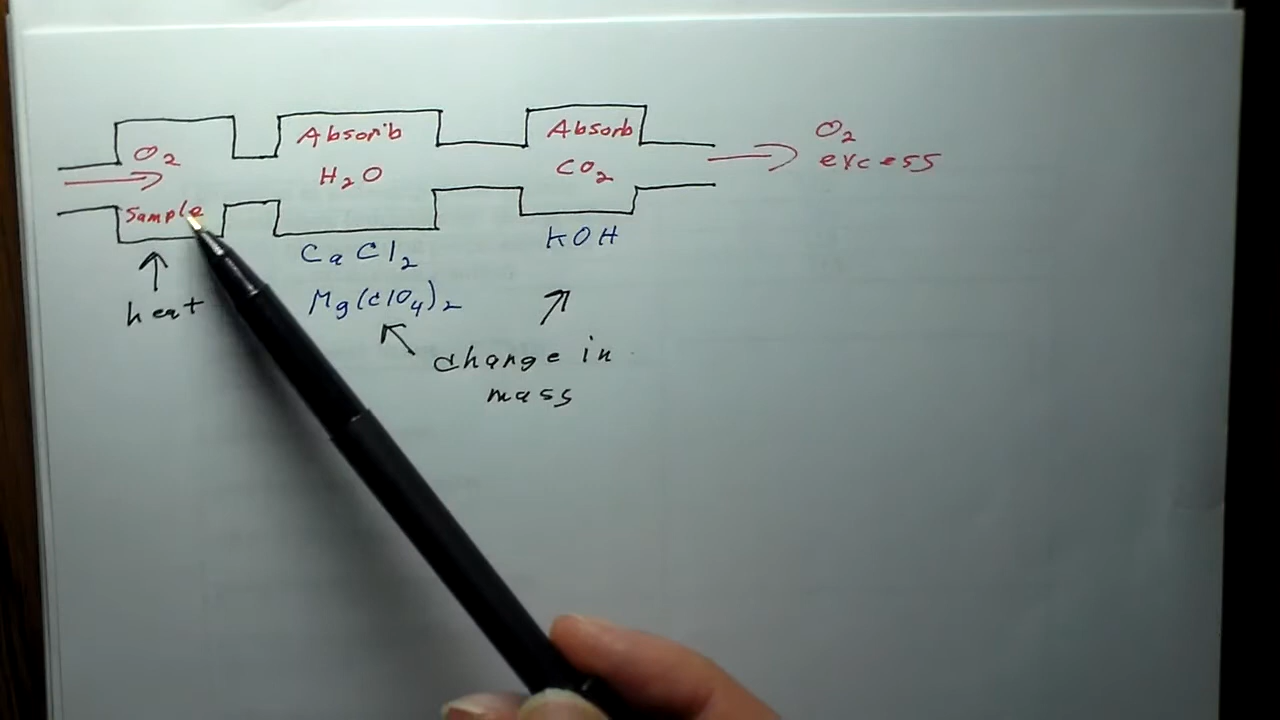 O2
Sample
heat
Absorb
H2O
CaCl2
Mg(ClO4)2
Absorb
CO2
KOH
change in
mass
O2
excess